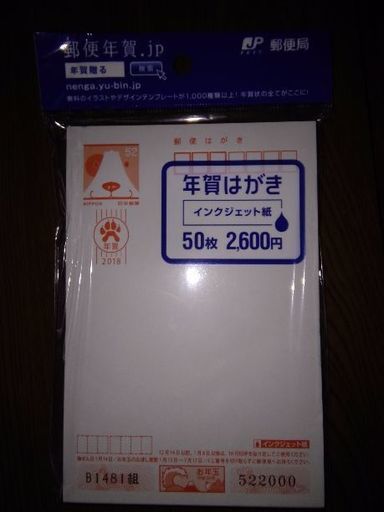 郵便年賀.jp
JP 郵便局
POST
年賀贈る 検索
nenga.yu-bin.jp
無料のイラストやデザインテンプレートが1,000種類以上!年賀状の全てがここに!
郵便はがき
52
NIPPON 日本郵便
年賀はがき
インクジェット紙
50枚 2,600円
年賀
2018
インクジェット紙
B1481組
お年玉
522000